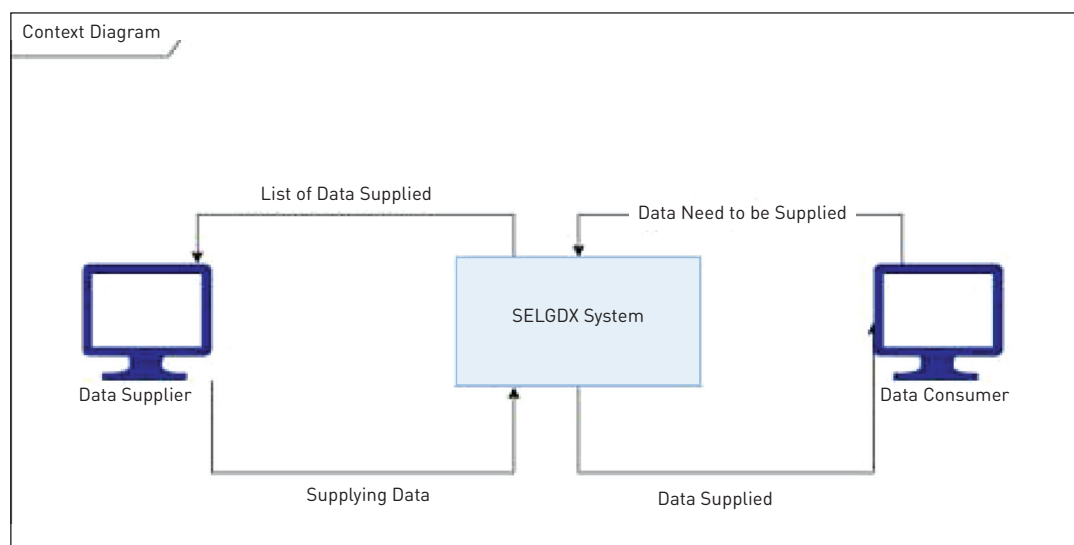 Context Diagram
List of Data Supplied
Data Need to be Supplied
SELGDX System
Data Supplier
Data Consumer
Supplying Data
Data Supplied